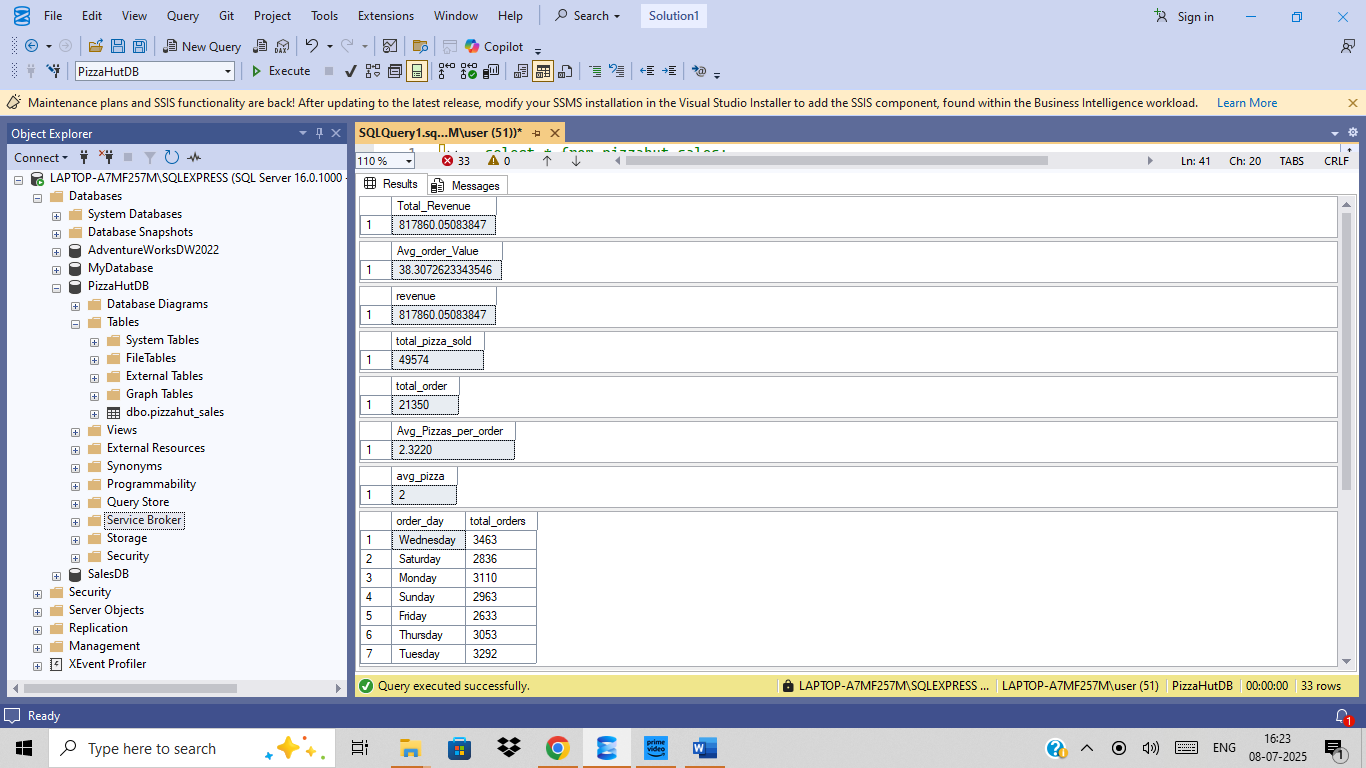 File Edit View Query Git Project Tools Extensions Window Help Search Solution1 Sign in
New Query DAX Copilot
PizzaHutDB Execute
Maintenance plans and SSIS functionality are back! After updating to the latest release, modify your SSMS installation in the Visual Studio Installer to add the SSIS component, found within the Business Intelligence workload. Learn More
Object Explorer
Connect
LAPTOP-A7MF257M\SQLEXPRESS (SQL Server 16.0.1000 -
Databases
System Databases
Database Snapshots
AdventureWorksDW2022
MyDatabase
PizzaHutDB
Database Diagrams
Tables
System Tables
FileTables
External Tables
Graph Tables
dbo.pizzahut_sales
Views
External Resources
Synonyms
Programmability
Query Store
Service Broker
Storage
Security
SalesDB
Security
Server Objects
Replication
Management
XEvent Profiler
SQLQuery1.sq...M\user (51))*
1 select * from pizzahut_sales;
110 % 33 0 Ln: 41 Ch: 20 TABS CRLF
Results Messages
Total_Revenue
1 817860.05083847
Avg_order_Value
1 38.3072623343546
revenue
1 817860.05083847
total_pizza_sold
1 49574
total_order
1 21350
Avg_Pizzas_per_order
1 2.3220
avg_pizza
1 2
order_day total_orders
1 Wednesday 3463
2 Saturday 2836
3 Monday 3110
4 Sunday 2963
5 Friday 2633
6 Thursday 3053
7 Tuesday 3292
Query executed successfully. LAPTOP-A7MF257M\SQLEXPRESS ... LAPTOP-A7MF257M\user (51) PizzaHutDB 00:00:00 33 rows
Ready 1
Type here to search prime video W ENG 16:23
08-07-2025 1